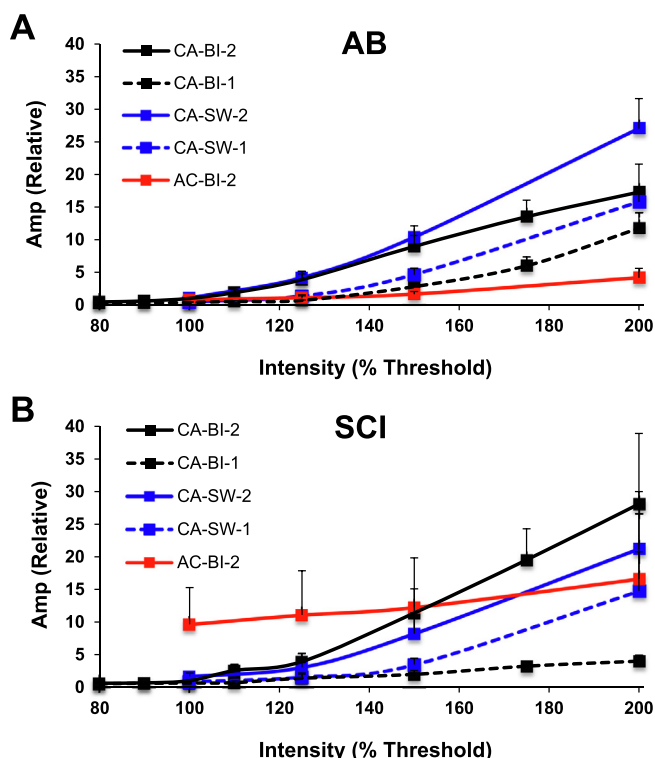 A
AB
40
35
30
25
20
15
10
5
0
Amp (Relative)
CA-BI-2
CA-BI-1
CA-SW-2
CA-SW-1
AC-BI-2
80 100 120 140 160 180 200
Intensity (% Threshold)
B
SCI
40
35
30
25
20
15
10
5
0
Amp (Relative)
CA-BI-2
CA-BI-1
CA-SW-2
CA-SW-1
AC-BI-2
80 100 120 140 160 180 200
Intensity (% Threshold)